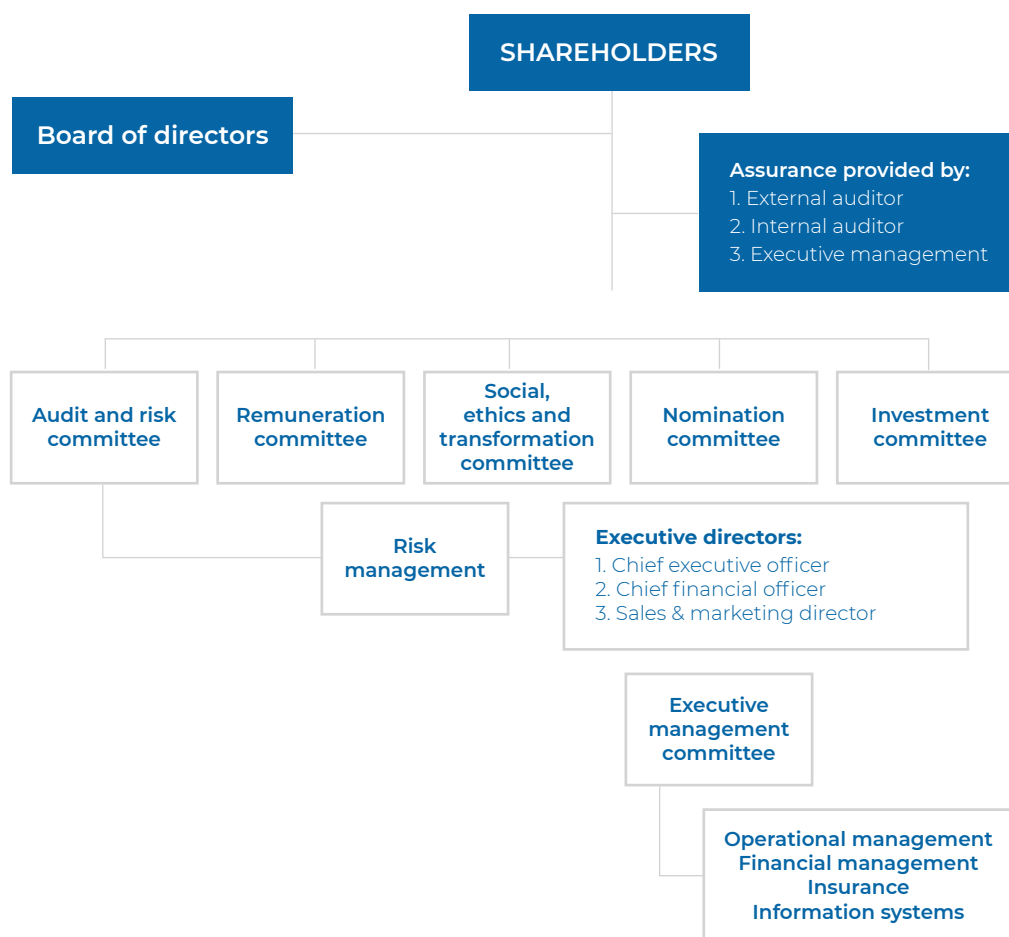 SHAREHOLDERS
Board of directors
Assurance provided by:
1. External auditor
2. Internal auditor
3. Executive management
Audit and risk
committee
Remuneration
committee
Social,
ethics and
transformation
committee
Nomination
committee
Investment
committee
Risk
management
Executive directors:
1. Chief executive officer
2. Chief financial officer
3. Sales & marketing director
Executive
management
committee
Operational management
Financial management
Insurance
Information systems